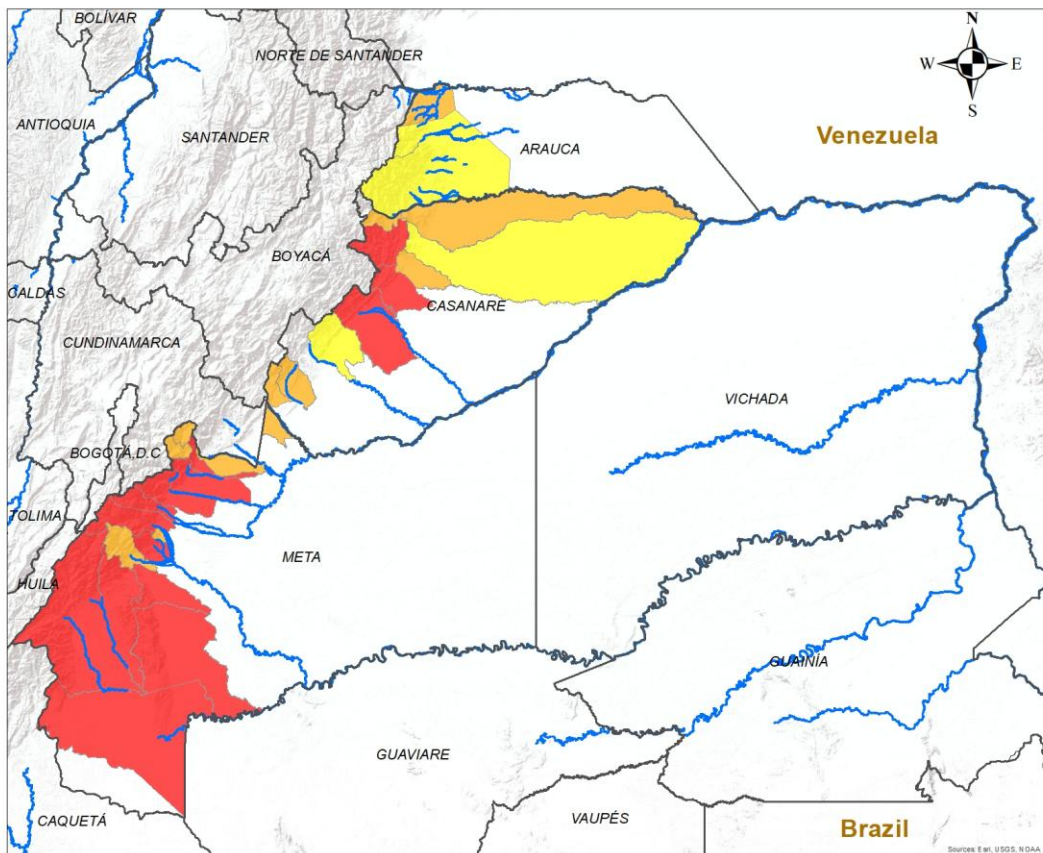 BOLÍVAR
NORTE DE SANTANDER
N
W
E
S
ANTIOQUIA
SANTANDER
ARAUCA
Venezuela
BOYACÁ
CALDAS
CASANARE
CUNDINAMARCA
VICHADA
BOGOTÁ,D.C
TOLIMA
META
HUILA
GUAINÍA
GUAVIARE
CAQUETÁ
VAUPÉS
Brazil
Sources: Esri, USGS, NOAA